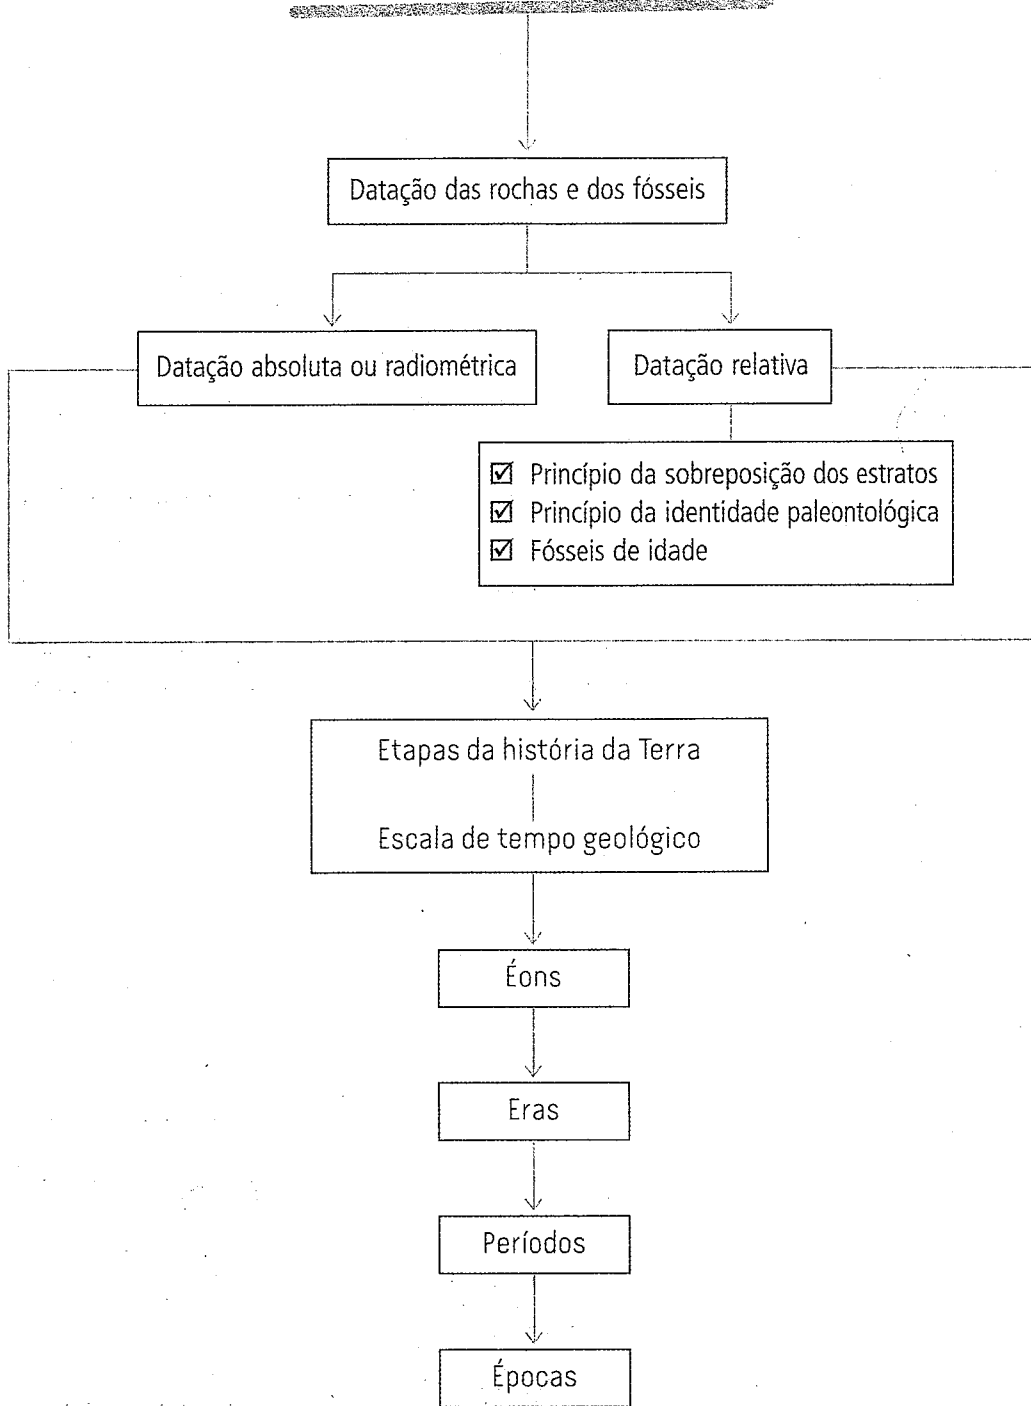 Datação das rochas e dos fósseis
Datação absoluta ou radiométrica
Datação relativa
☑ Princípio da sobreposição dos estratos
☑ Princípio da identidade paleontológica
☑ Fósseis de idade
Etapas da história da Terra
Escala de tempo geológico
Éons
Eras
Períodos
Épocas